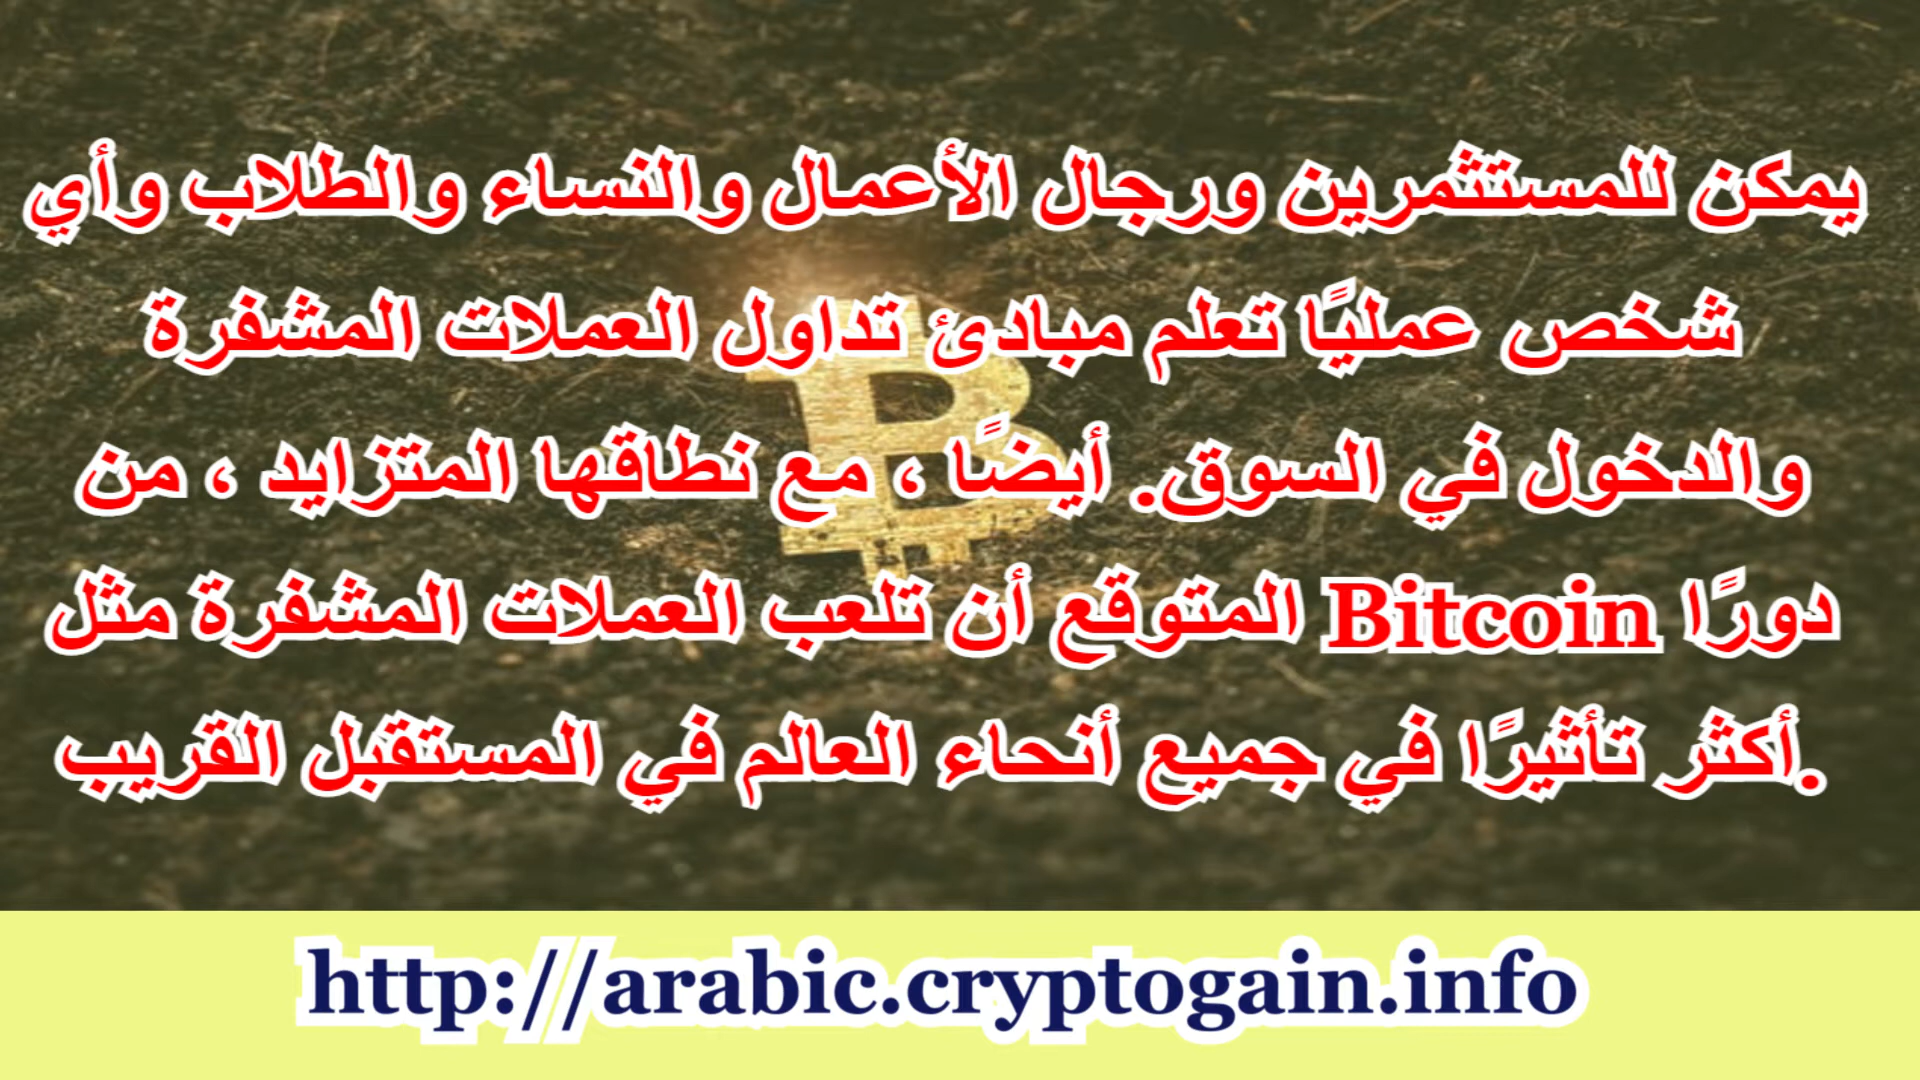 يمكن للمستثمرين ورجال الأعمال والنساء والطلاب وأي
شخص عمليًا تعلم مبادئ تداول العملات المشفرة
والدخول في السوق. أيضًا ، مع نطاقها المتزايد ، من
دورًا Bitcoin المتوقع أن تلعب العملات المشفرة مثل
.أكثر تأثيرًا في جميع أنحاء العالم في المستقبل القريب
http://arabic.cryptogain.info